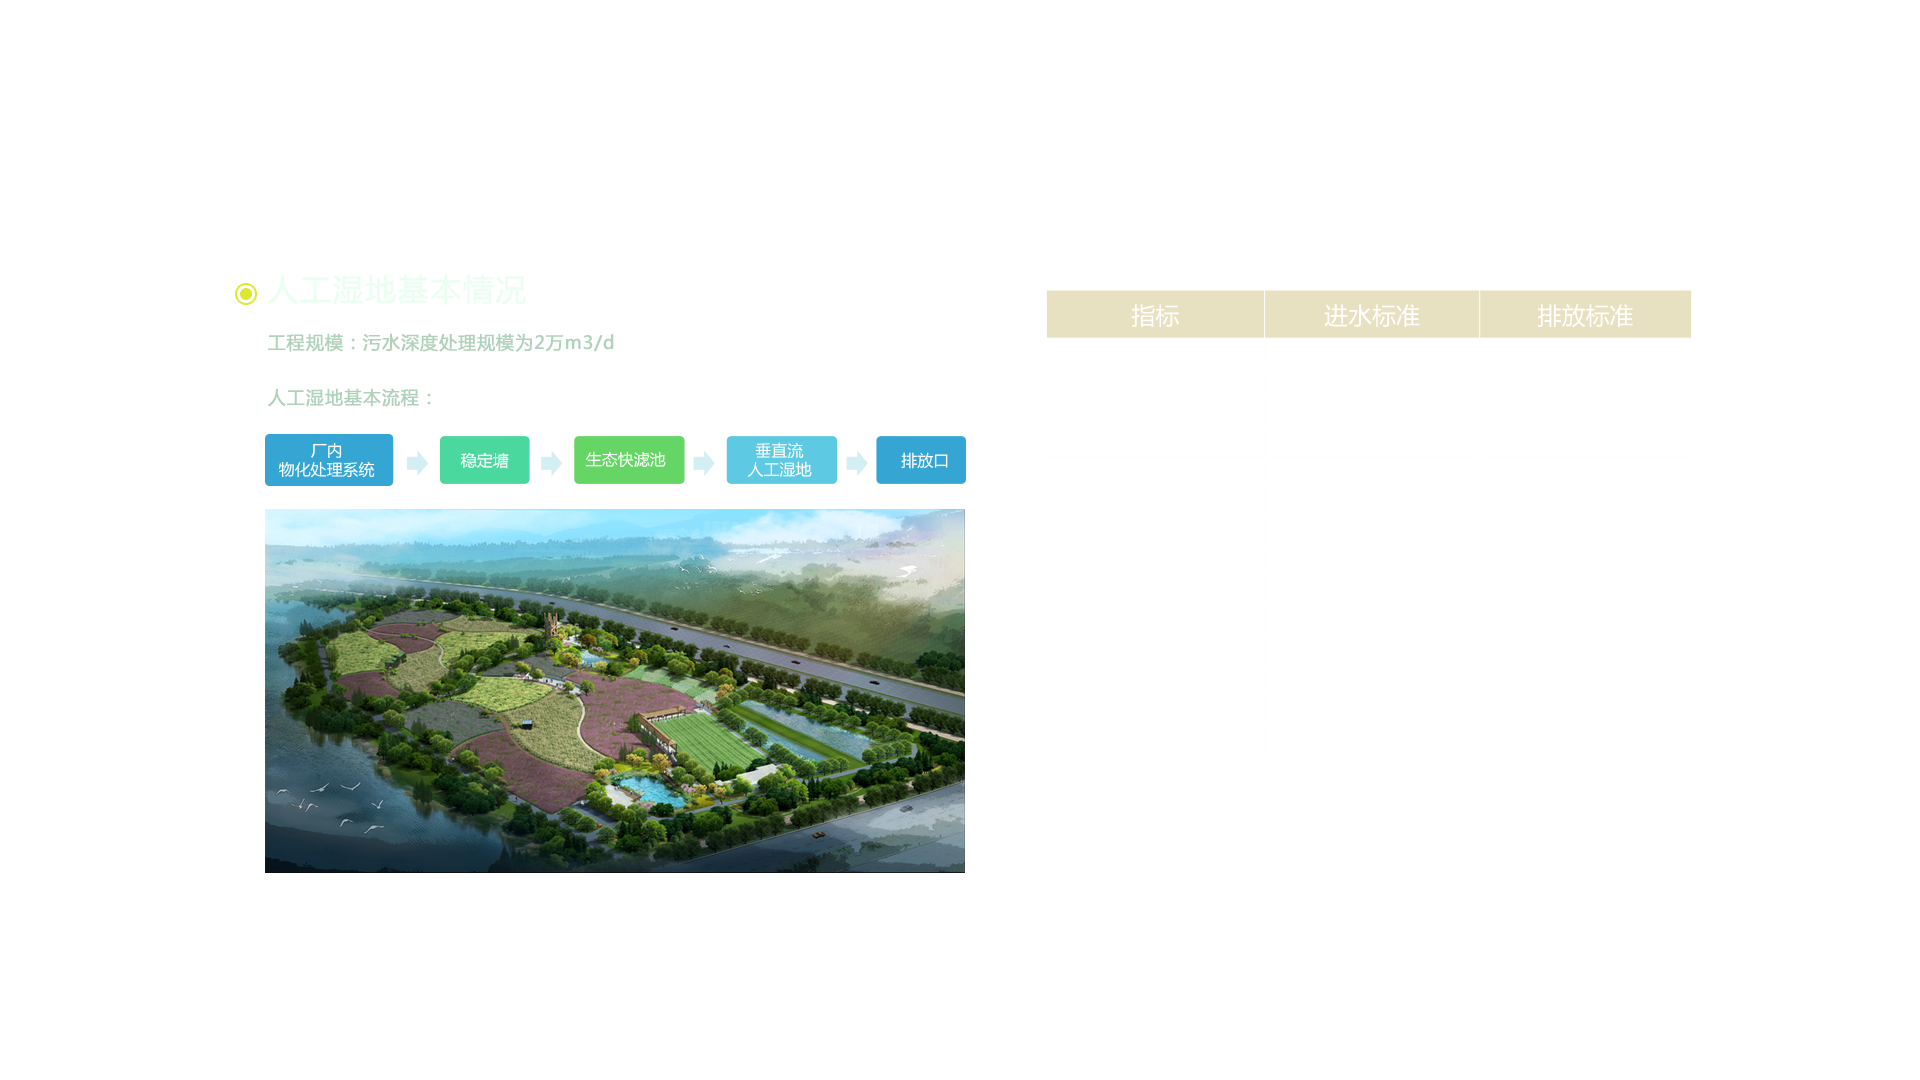 人工湿地基本情况
工程规模：污水深度处理规模为2万m3/d
人工湿地基本流程：
厂内
物化处理系统
稳定塘
生态快滤池
垂直流
人工湿地
排放口
指标
进水标准
排放标准